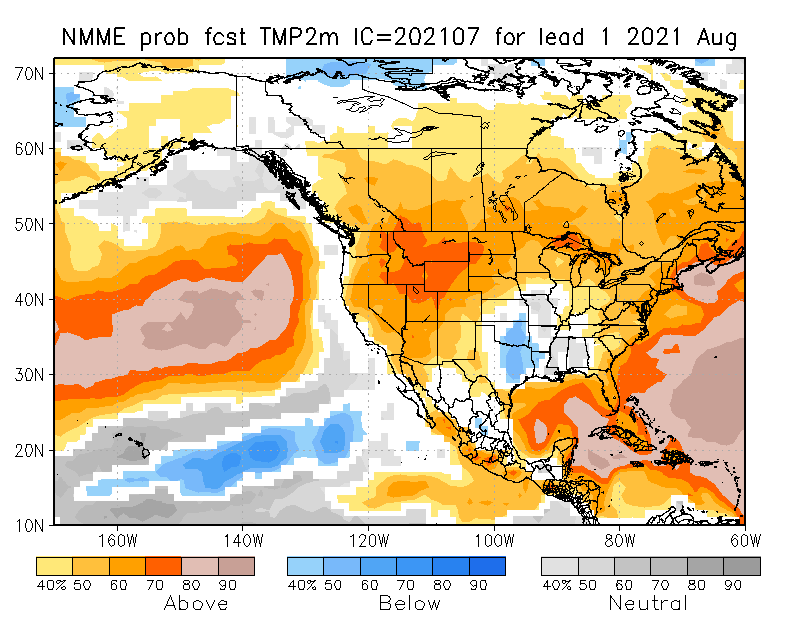 NMME prob fcst TMP2m IC=202107 for lead 1 2021 Aug
70N
60N
50N
40N
30N
20N
10N
160W 140W 120W 100W 80W 60W
40% 50 60 70 80 90 40% 50 60 70 80 90 40% 50 60 70 80 90
Above Below Neutral